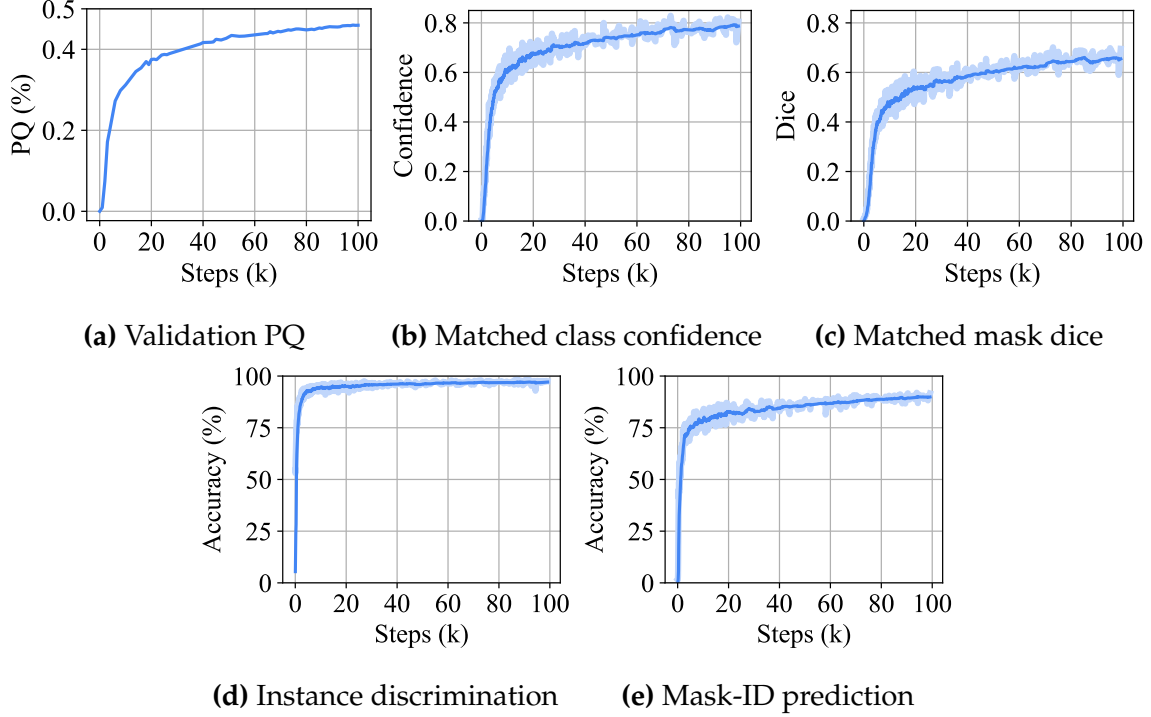 0.5
0.4
0.2
0.0
PQ (%)
0 20 40 60 80 100
Steps (k)
(a) Validation PQ
0.8
0.6
0.4
0.2
0.0
Confidence
0 20 40 60 80 100
Steps (k)
(b) Matched class confidence
0.8
0.6
0.4
0.2
0.0
Dice
0 20 40 60 80 100
Steps (k)
(c) Matched mask dice
100
75
50
25
0
Accuracy (%)
0 20 40 60 80 100
Steps (k)
(d) Instance discrimination
100
75
50
25
0
Accuracy (%)
0 20 40 60 80 100
Steps (k)
(e) Mask-ID prediction